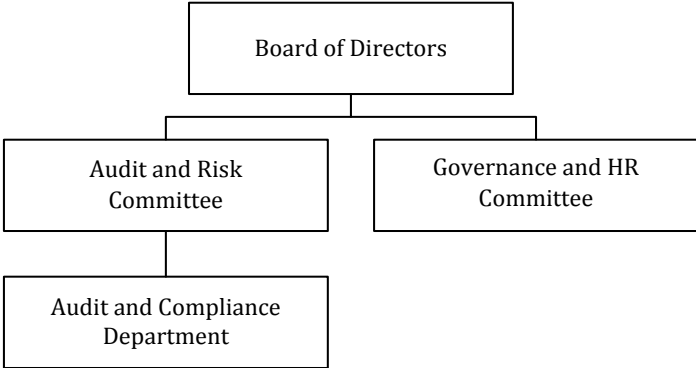 Board of Directors
Audit and Risk
Committee
Governance and HR
Committee
Audit and Compliance
Department